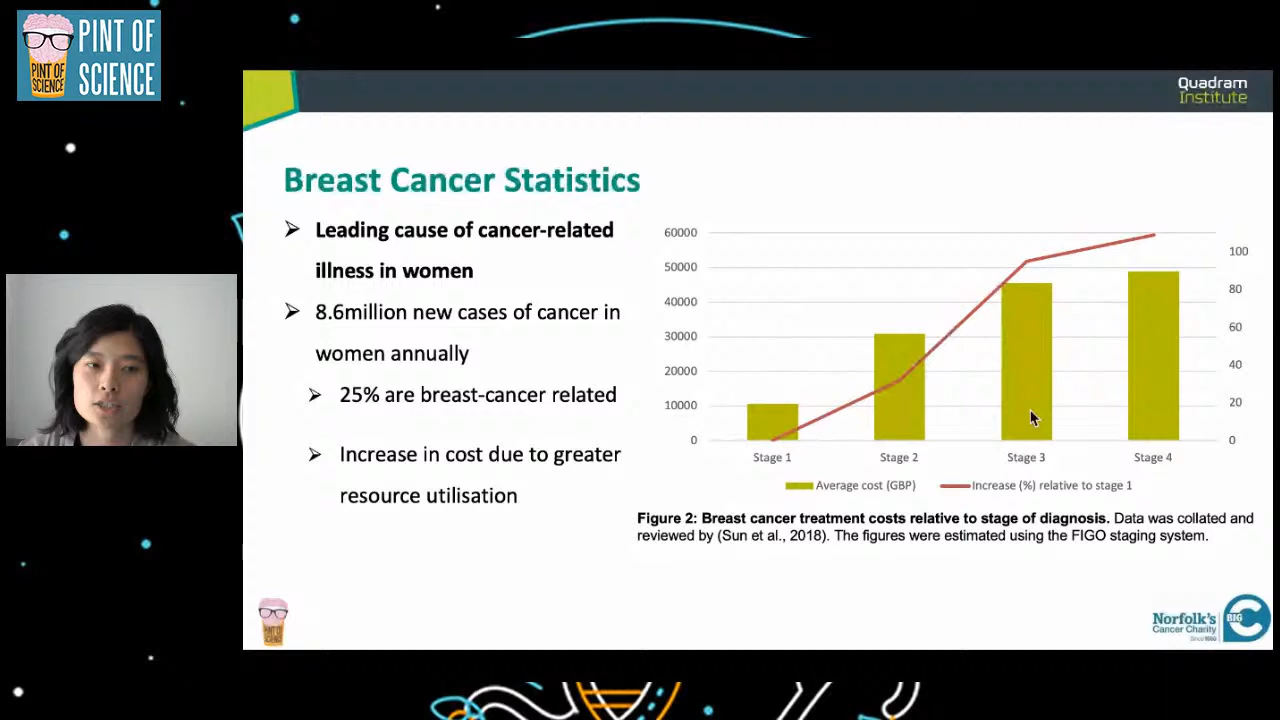 PINT OF
SCIENCE
PINT OF
SCIENCE
Quadram
Institute
Breast Cancer Statistics
➢ Leading cause of cancer-related
illness in women
➢ 8.6million new cases of cancer in
women annually
➢ 25% are breast-cancer related
➢ Increase in cost due to greater
resource utilisation
60000
50000
40000
30000
20000
10000
0
100
80
60
40
20
0
Stage 1 Stage 2 Stage 3 Stage 4
Average cost (GBP) Increase (%) relative to stage 1
Figure 2: Breast cancer treatment costs relative to stage of diagnosis. Data was collated and
reviewed by (Sun et al., 2018). The figures were estimated using the FIGO staging system.
PINT OF
SCIENCE
Norfolk's
Cancer Charity
Since 1980
BIG C